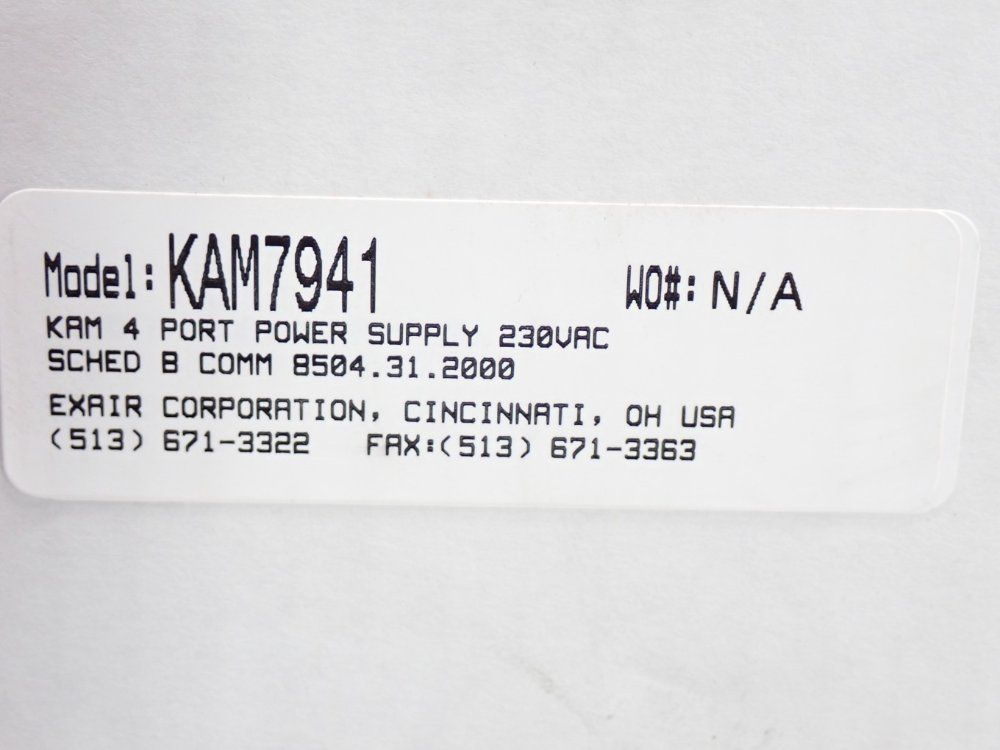 Model: KAM7941 WO#: N/A
KAM 4 PORT POWER SUPPLY 230VAC
SCHED B COMM 8504.31.2000
EXAIR CORPORATION, CINCINNATI, OH USA
(513) 671-3322 FAX:(513) 671-3363